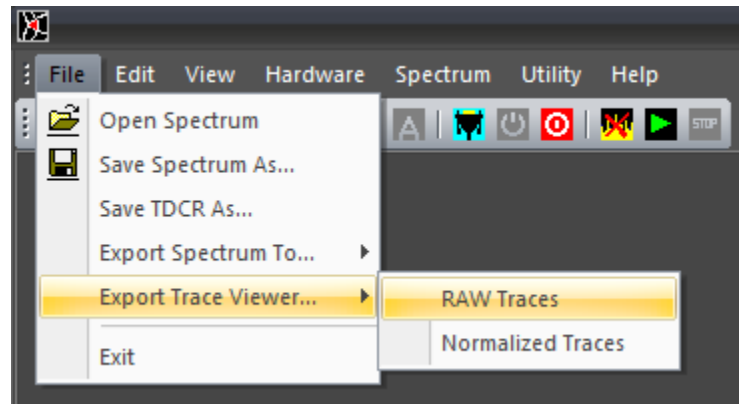 File Edit View Hardware Spectrum Utility Help
Open Spectrum
A
STOP
Save Spectrum As...
Save TDCR As...
Export Spectrum To...
Export Trace Viewer...
RAW Traces
Normalized Traces
Exit